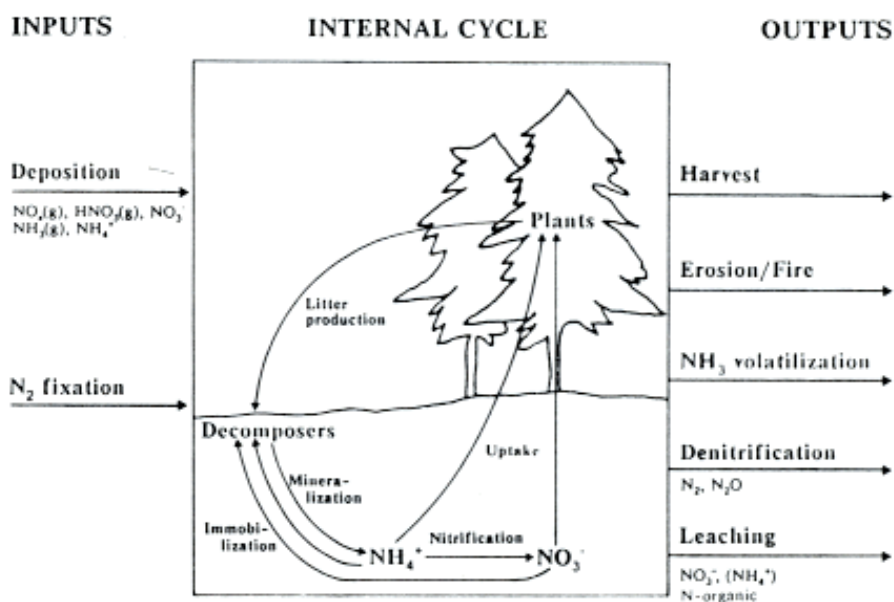 INPUTS
INTERNAL CYCLE
OUTPUTS
Deposition
NOₓ(g), HNO₃(g), NO₃⁻
NH₃(g), NH₄⁺
N₂ fixation
Plants
Litter
production
Decomposers
Uptake
Minera-
lization
Immobi-
lization
NH₄⁺
Nitrification
NO₃⁻
Harvest
Erosion/Fire
NH₃ volatilization
Denitrification
N₂, N₂O
Leaching
NO₃⁻, (NH₄⁺)
N-organic